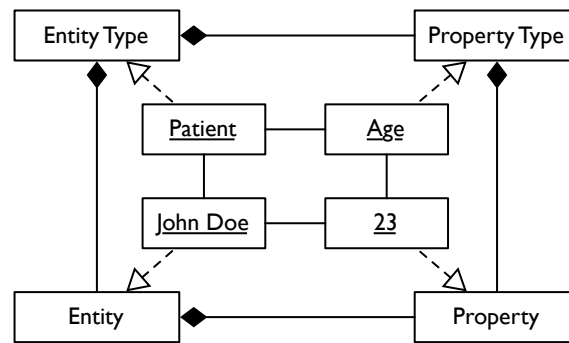 Entity Type
Property Type
Patient
Age
John Doe
23
Entity
Property